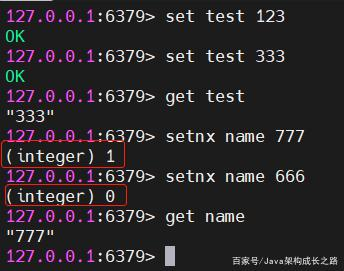 127.0.0.1:6379> set test 123
OK
127.0.0.1:6379> set test 333
OK
127.0.0.1:6379> get test
"333"
127.0.0.1:6379> setnx name 777
(integer) 1
127.0.0.1:6379> setnx name 666
(integer) 0
127.0.0.1:6379> get name
"777"
127.0.0.1:6379>
百家号/Java架构成长之路